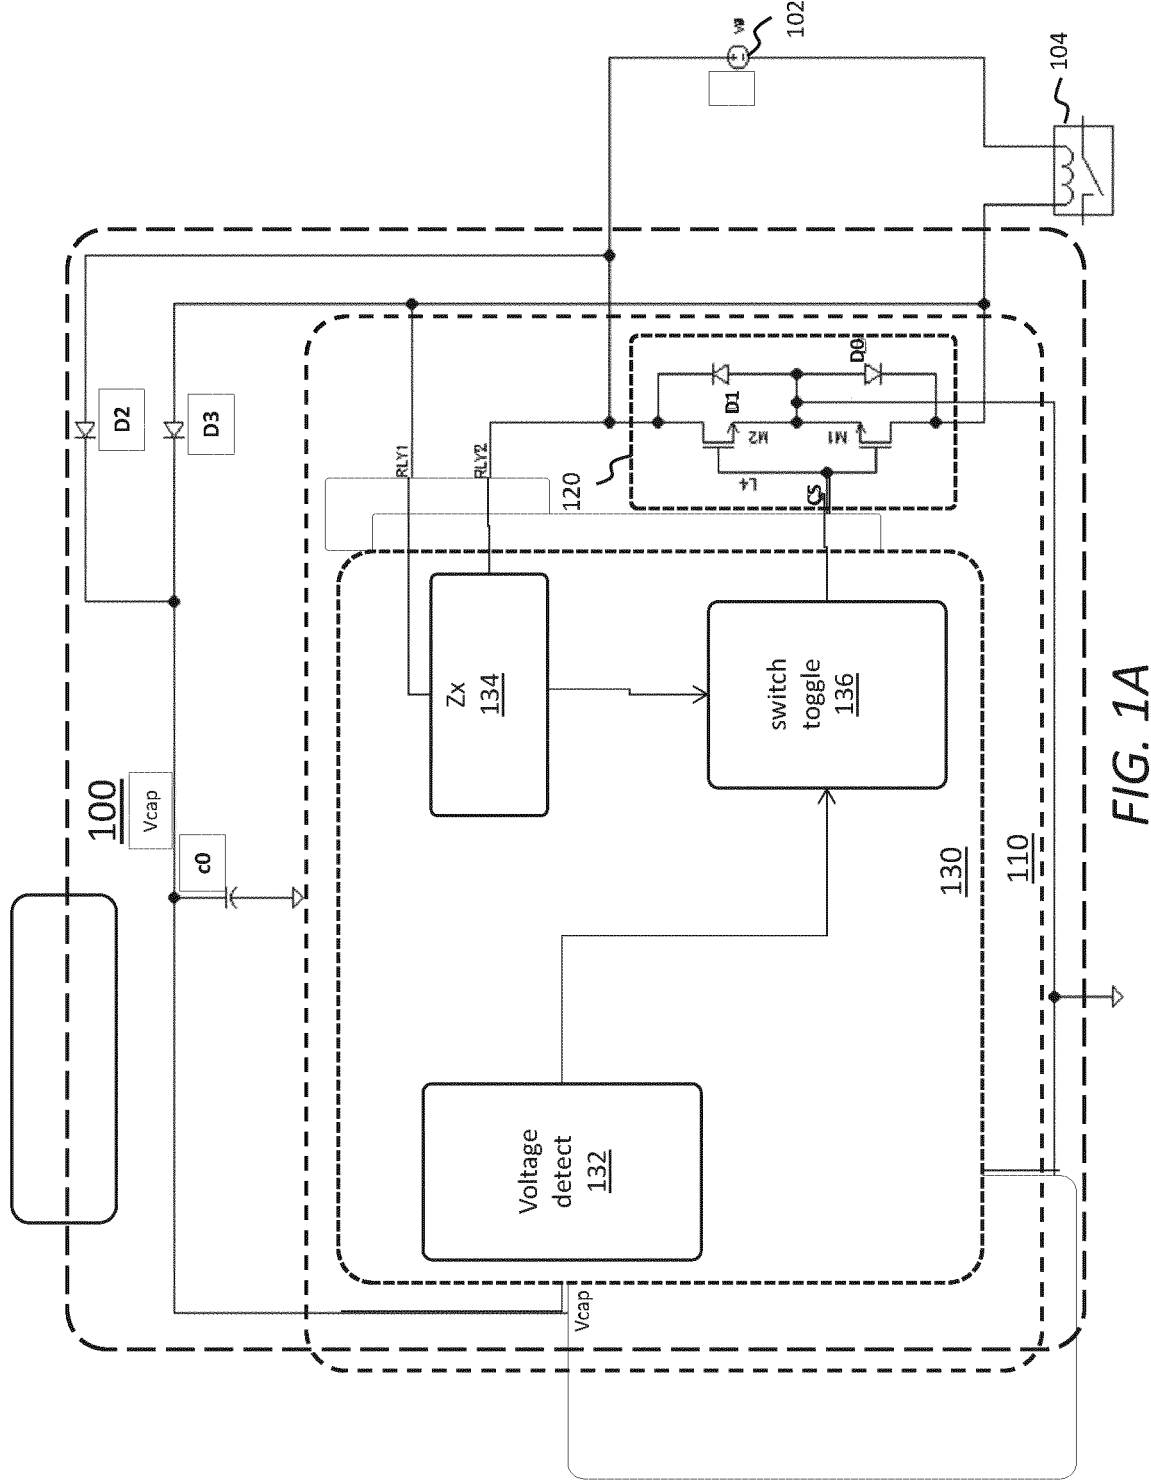 100
Vcap
c0
D2
D3
102
104
RLY1
RLY2
120
D1
D0
M2
M1
L4
CS
Zx
134
switch
toggle
136
Voltage
detect
132
130
110
Vcap
FIG. 1A